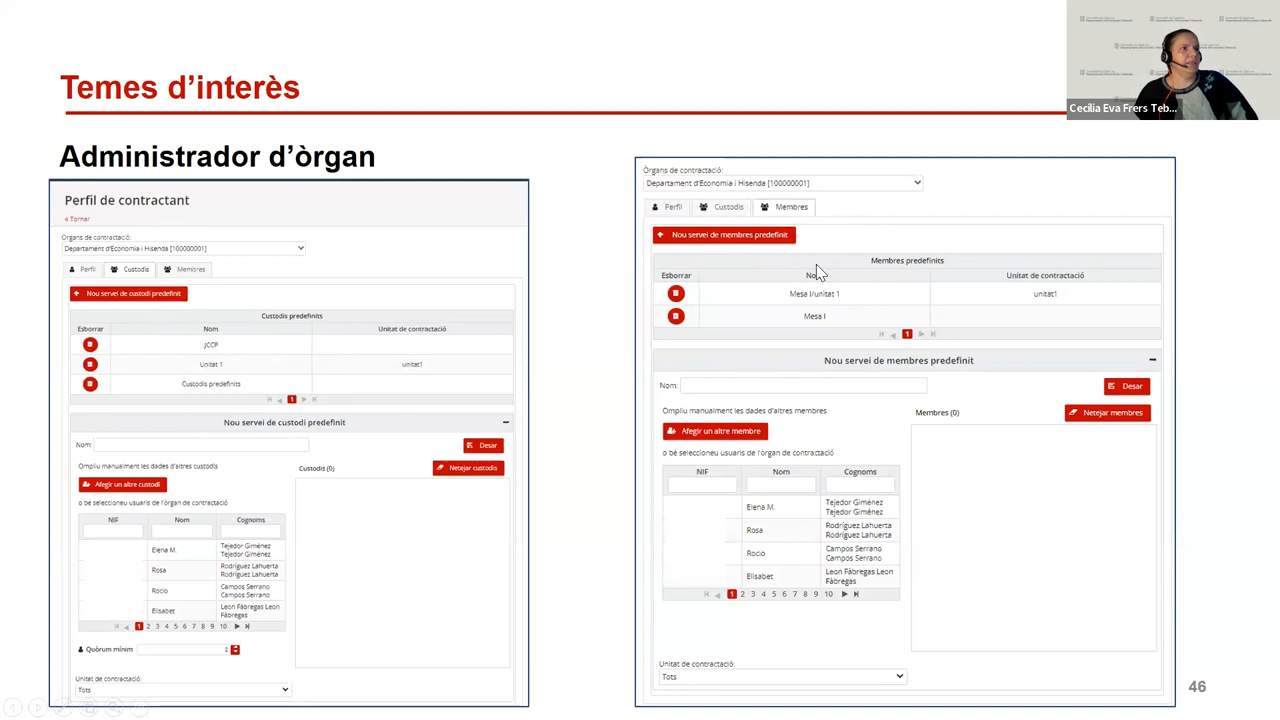 Temes d'interès
Cecília Eva Frers Teb...
Administrador d'òrgan
Perfil de contractant
« Tornar
Òrgans de contractació:
Departament d'Economia i Hisenda [100000001]
Perfil
Custodis
Membres
Nou servei de custodi predefinit
Custodis predefinits
Esborrar Nom Unitat de contractació
JCCP
Unitat 1 unitat1
Custodis predefinits
1
Nou servei de custodi predefinit
Nom:
Desar
Ompliu manualment les dades d'altres custodis
Custodis (0)
Netejar custodis
Afegir un altre custodi
o bé seleccioneu usuaris de l'òrgan de contractació
NIF Nom Cognoms
Elena M. Tejedor Giménez
Tejedor Giménez
Rosa Rodríguez Lahuerta
Rodríguez Lahuerta
Rocio Campos Serrano
Campos Serrano
Elisabet Leon Fàbregas Leon
Fàbregas
1 2 3 4 5 6 7 8 9 10
Quòrum mínim 2
Unitat de contractació:
Tots
Òrgans de contractació:
Departament d'Economia i Hisenda [100000001]
Perfil
Custodis
Membres
Nou servei de membres predefinit
Membres predefinits
Esborrar No Unitat de contractació
Mesa I/unitat 1 unitat1
Mesa I
1
Nou servei de membres predefinit
Nom:
Desar
Ompliu manualment les dades d'altres membres
Membres (0)
Netejar membres
Afegir un altre membre
o bé seleccioneu usuaris de l'òrgan de contractació
NIF Nom Cognoms
Elena M. Tejedor Giménez
Tejedor Giménez
Rosa Rodríguez Lahuerta
Rodríguez Lahuerta
Rocio Campos Serrano
Campos Serrano
Elisabet Leon Fàbregas Leon
Fàbregas
1 2 3 4 5 6 7 8 9 10
Unitat de contractació:
Tots
46